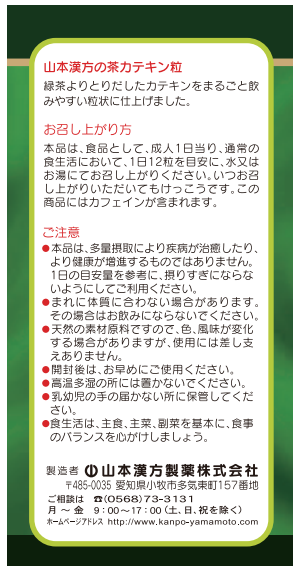 山本漢方の茶カテキン粒
緑茶よりとりだしたカテキンをまるごと飲
みやすい粒状に仕上げました。
お召し上がり方
本品は、食品として、成人1日当り、通常の
食生活において、1日12粒を目安に、水又は
お湯にてお召し上がりください。いつお召
し上がりいただいてもけっこうです。この
商品にはカフェインが含まれます。
ご注意
●本品は、多量摂取により疾病が治癒したり、
より健康が増進するものではありません。
1日の目安量を参考に、摂りすぎにならな
いようにしてご利用ください。
●まれに体質に合わない場合があります。
その場合はお飲みにならないでください。
●天然の素材原料ですので、色、風味が変化
する場合がありますが、使用には差し支
えありません。
●開封後は、お早めにご使用ください。
●高温多湿の所には置かないでください。
●乳幼児の手の届かない所に保管してくだ
さい。
●食生活は、主食、主菜、副菜を基本に、食事
のバランスを心がけましょう。
製造者 山本漢方製薬株式会社
〒485-0035 愛知県小牧市多気東町157番地
ご相談は ☎(0568)73-3131
月～金 9:00～17:00(土、日、祝を除く)
ホームページアドレス http://www.kanpo-yamamoto.com/